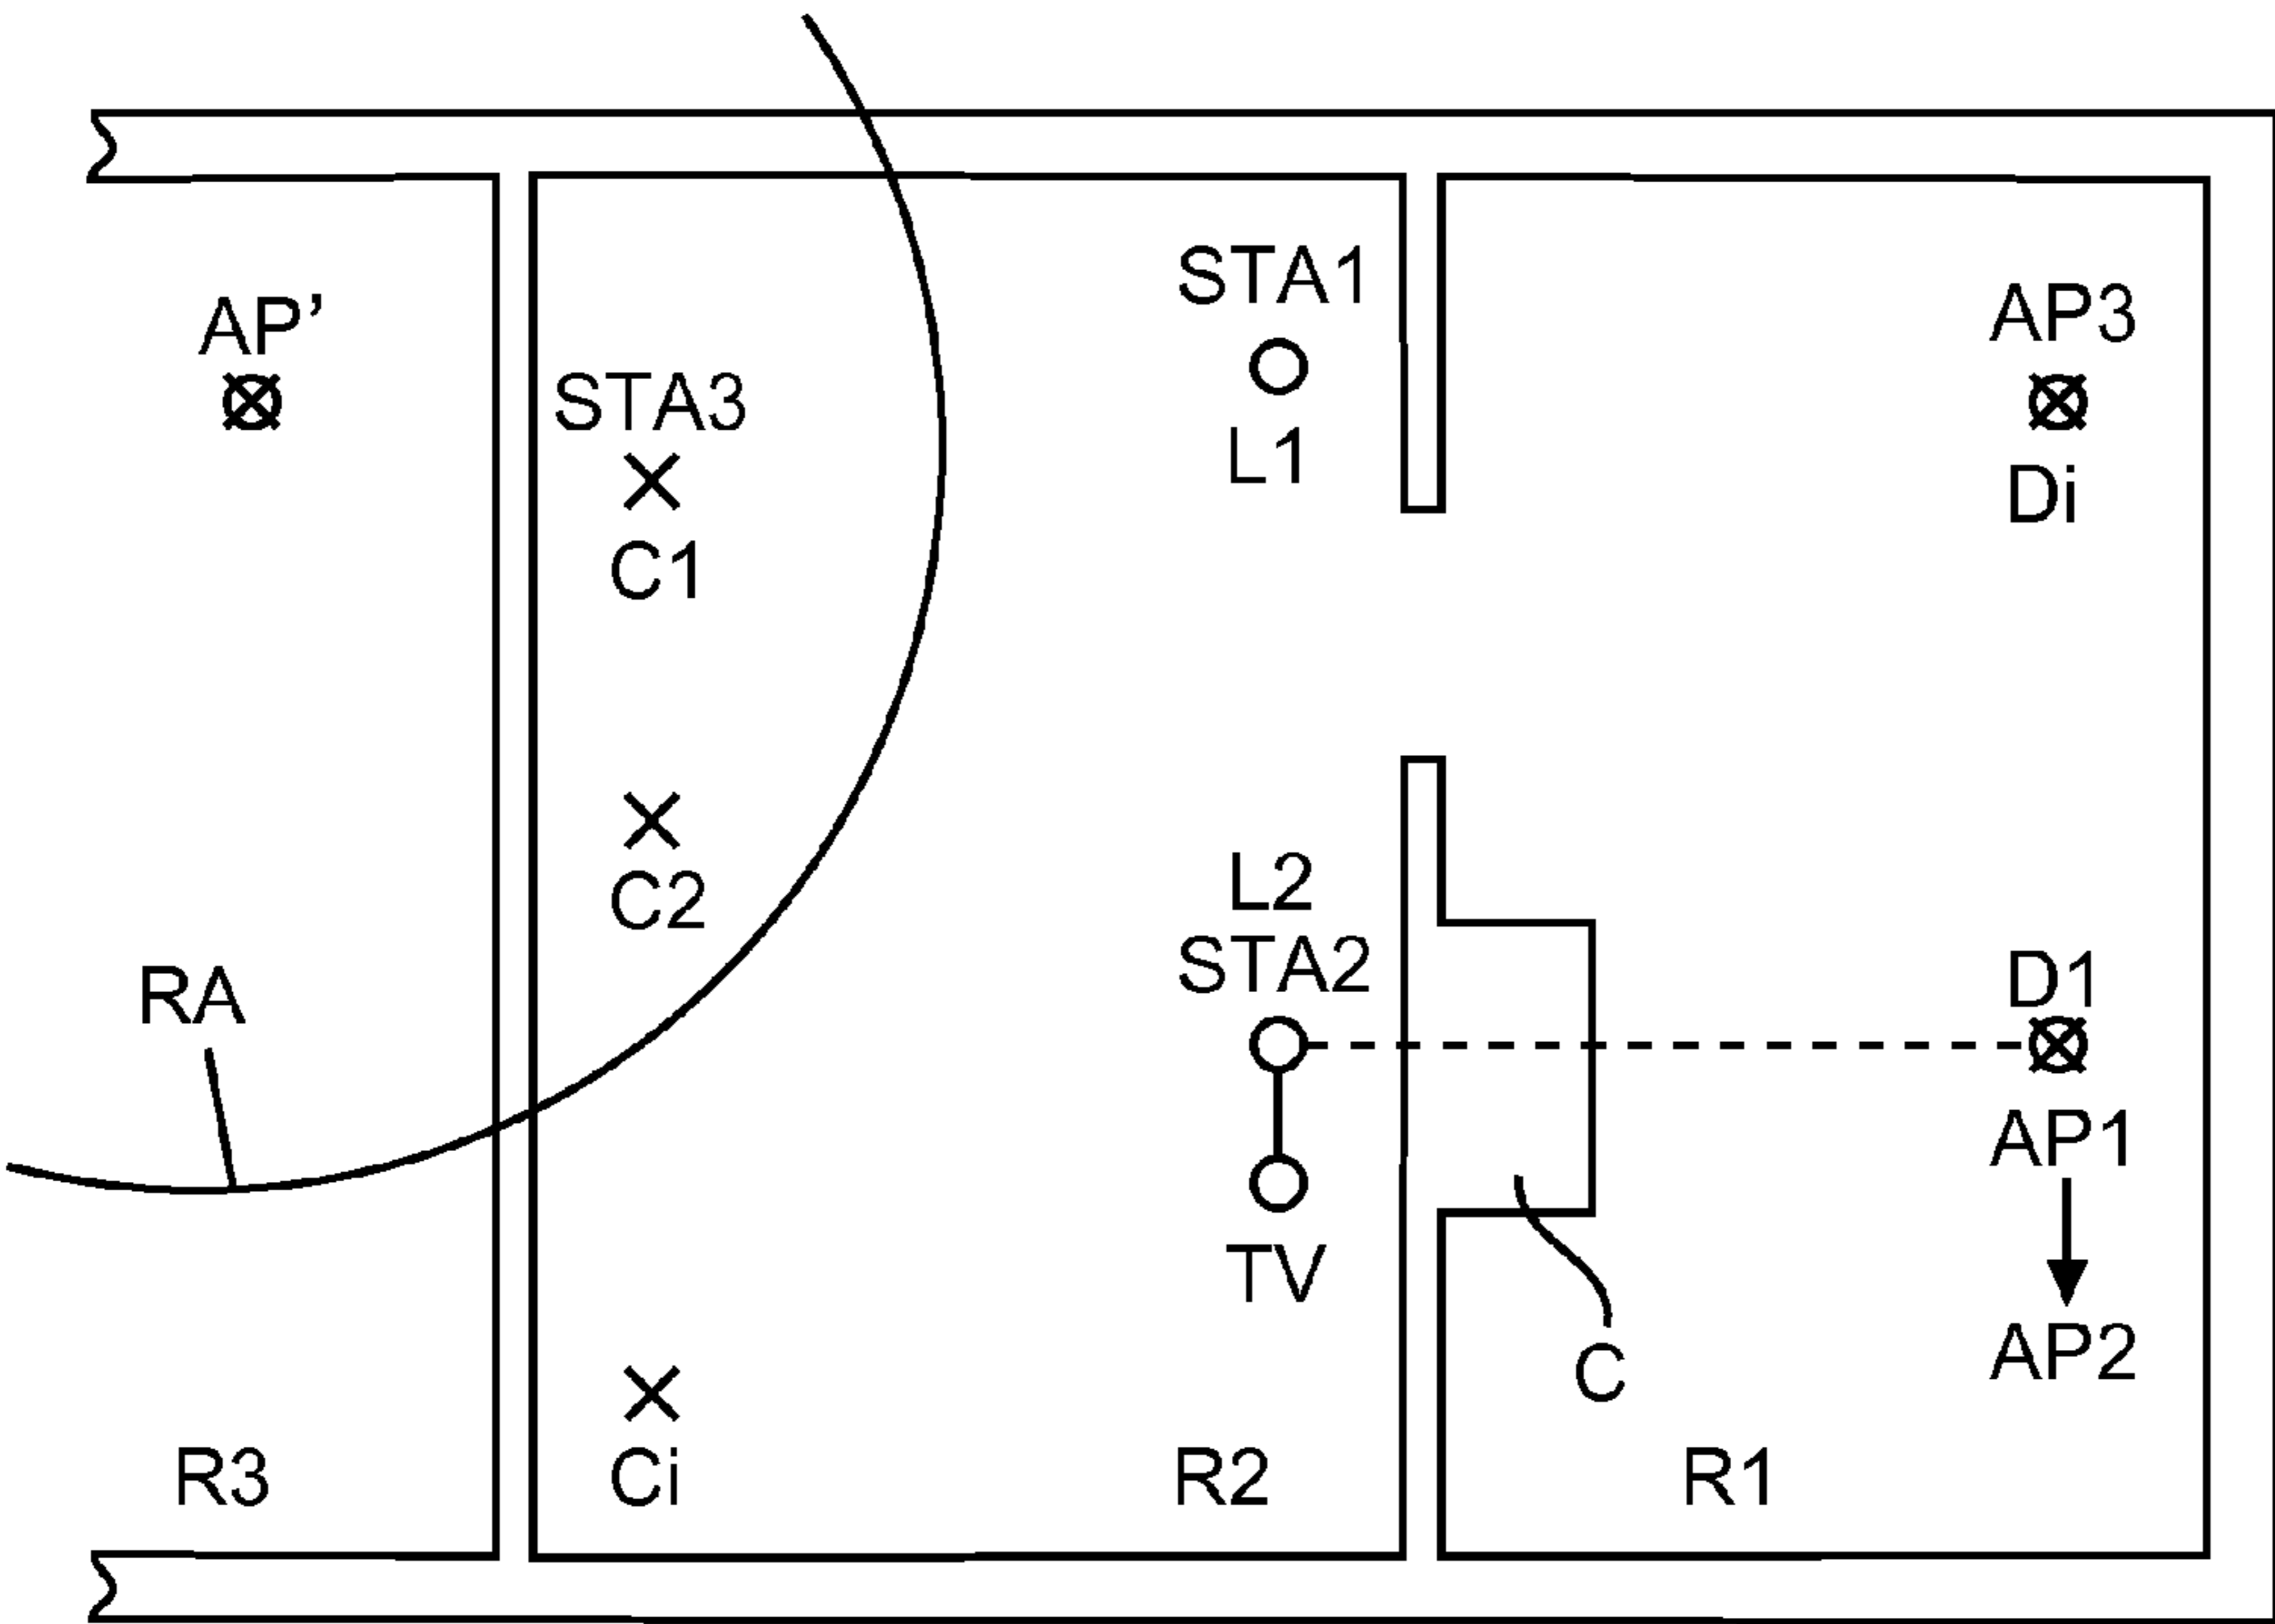 STA1
AP'
AP3
STA3
L1
Di
C1
L2
C2
STA2
RA
D1
AP1
TV
AP2
C
R3
Ci
R2
R1